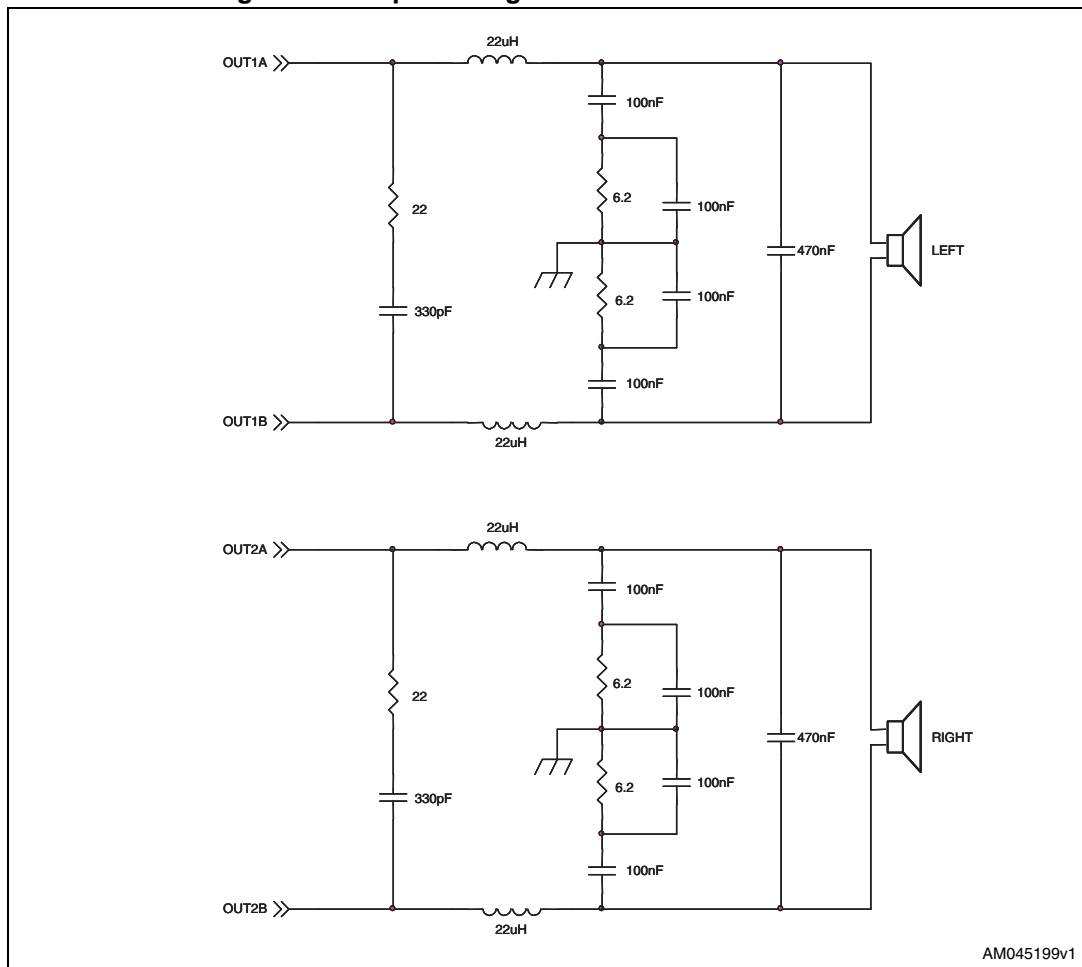 22uH
OUT1A
100nF
22
6.2
100nF
470nF
LEFT
6.2
100nF
330pF
100nF
OUT1B
22uH
22uH
OUT2A
100nF
22
6.2
100nF
470nF
RIGHT
6.2
100nF
330pF
100nF
OUT2B
22uH
AM045199v1